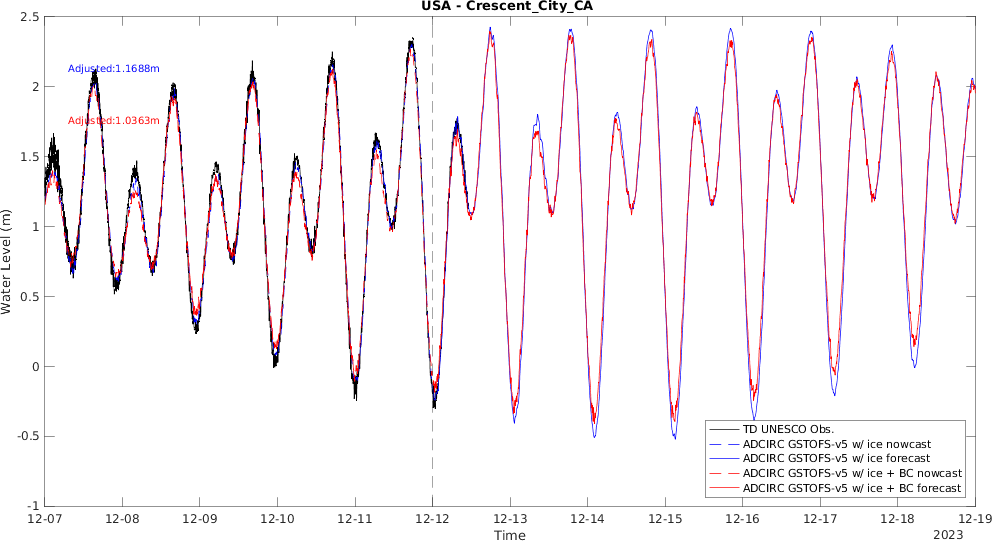 USA - Crescent_City_CA
2.5
2
1.5
1
0.5
0
-0.5
-1
Water Level (m)
Adjusted:1.1688m
Adjusted:1.0363m
TD UNESCO Obs.
ADCIRC GSTOFS-v5 w/ ice nowcast
ADCIRC GSTOFS-v5 w/ ice forecast
ADCIRC GSTOFS-v5 w/ ice + BC nowcast
ADCIRC GSTOFS-v5 w/ ice + BC forecast
12-07 12-08 12-09 12-10 12-11 12-12 12-13 12-14 12-15 12-16 12-17 12-18 12-19
Time
2023